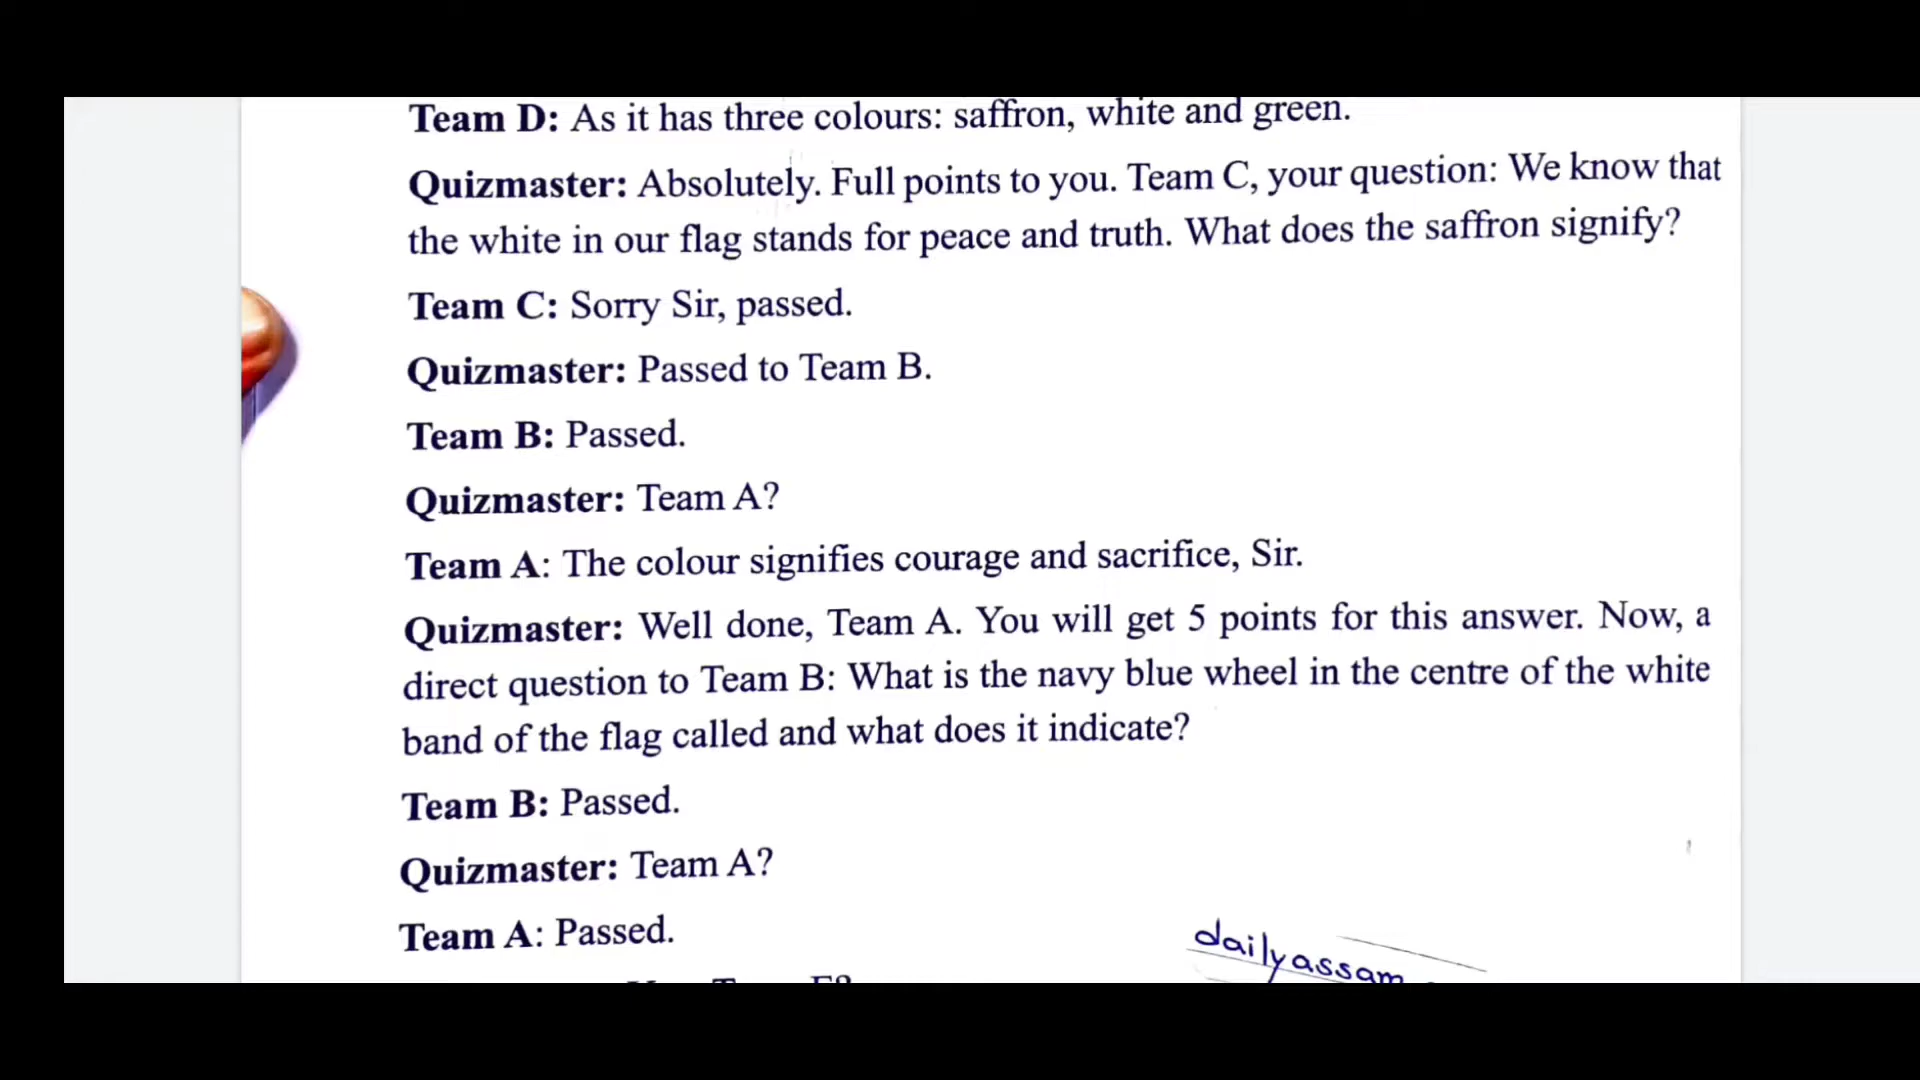 Team D: As it has three colours: saffron, white and green.
Quizmaster: Absolutely. Full points to you. Team C, your question: We know that
the white in our flag stands for peace and truth. What does the saffron signify?
Team C: Sorry Sir, passed.
Quizmaster: Passed to Team B.
Team B: Passed.
Quizmaster: Team A?
Team A: The colour signifies courage and sacrifice, Sir.
Quizmaster: Well done, Team A. You will get 5 points for this answer. Now, a
direct question to Team B: What is the navy blue wheel in the centre of the white
band of the flag called and what does it indicate?
Team B: Passed.
Quizmaster: Team A?
Team A: Passed.
dailyassam